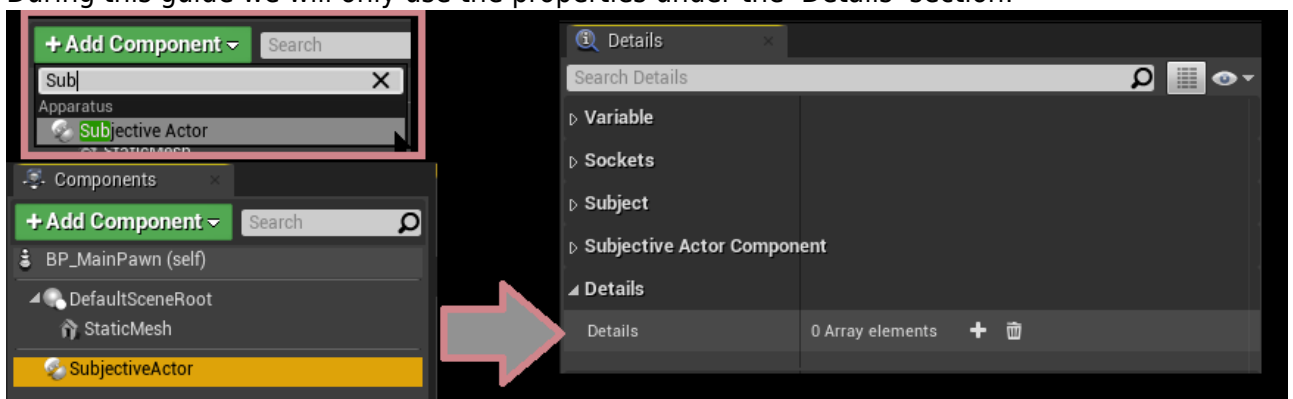 During this guide we will only use the properties under the "Details" section.
+ Add Component Search
Sub
Apparatus
Subjective Actor
StaticMesh
Components
+ Add Component Search
BP_MainPawn (self)
DefaultSceneRoot
StaticMesh
SubjectiveActor
Details
Search Details
Variable
Sockets
Subject
Subjective Actor Component
Details
Details 0 Array elements